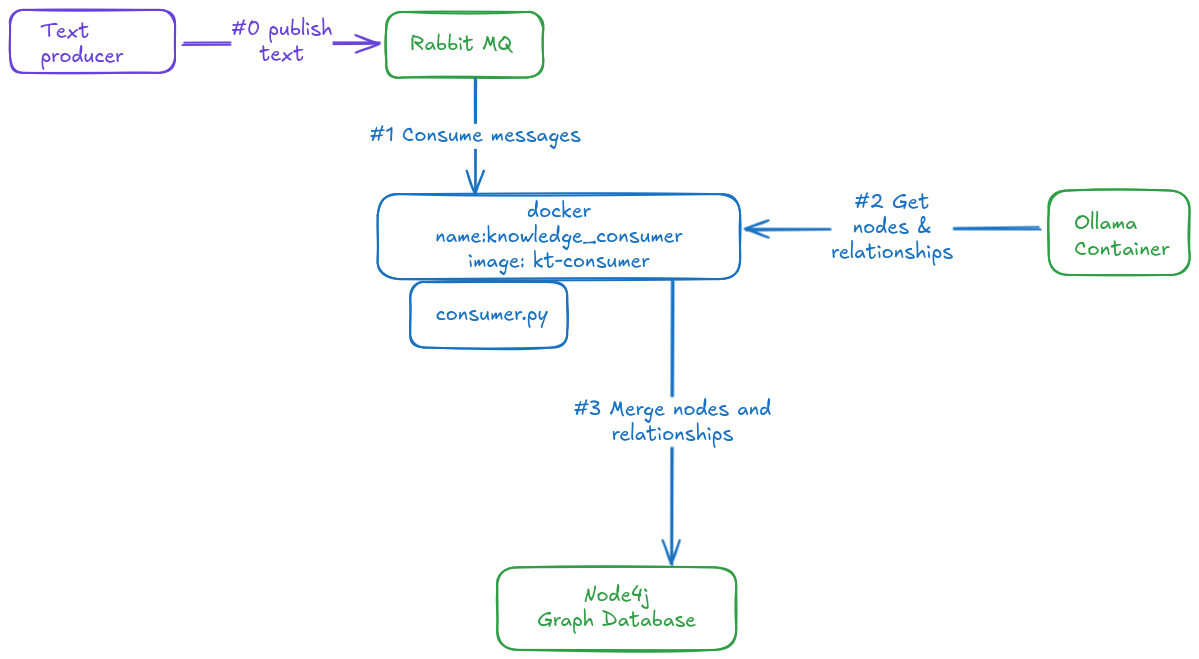 Text
producer
#0 publish
text
Rabbit MQ
#1 Consume messages
docker
name:knowledge_consumer
image: kt-consumer
consumer.py
#2 Get
nodes &
relationships
Ollama
Container
#3 Merge nodes and
relationships
Node4j
Graph Database